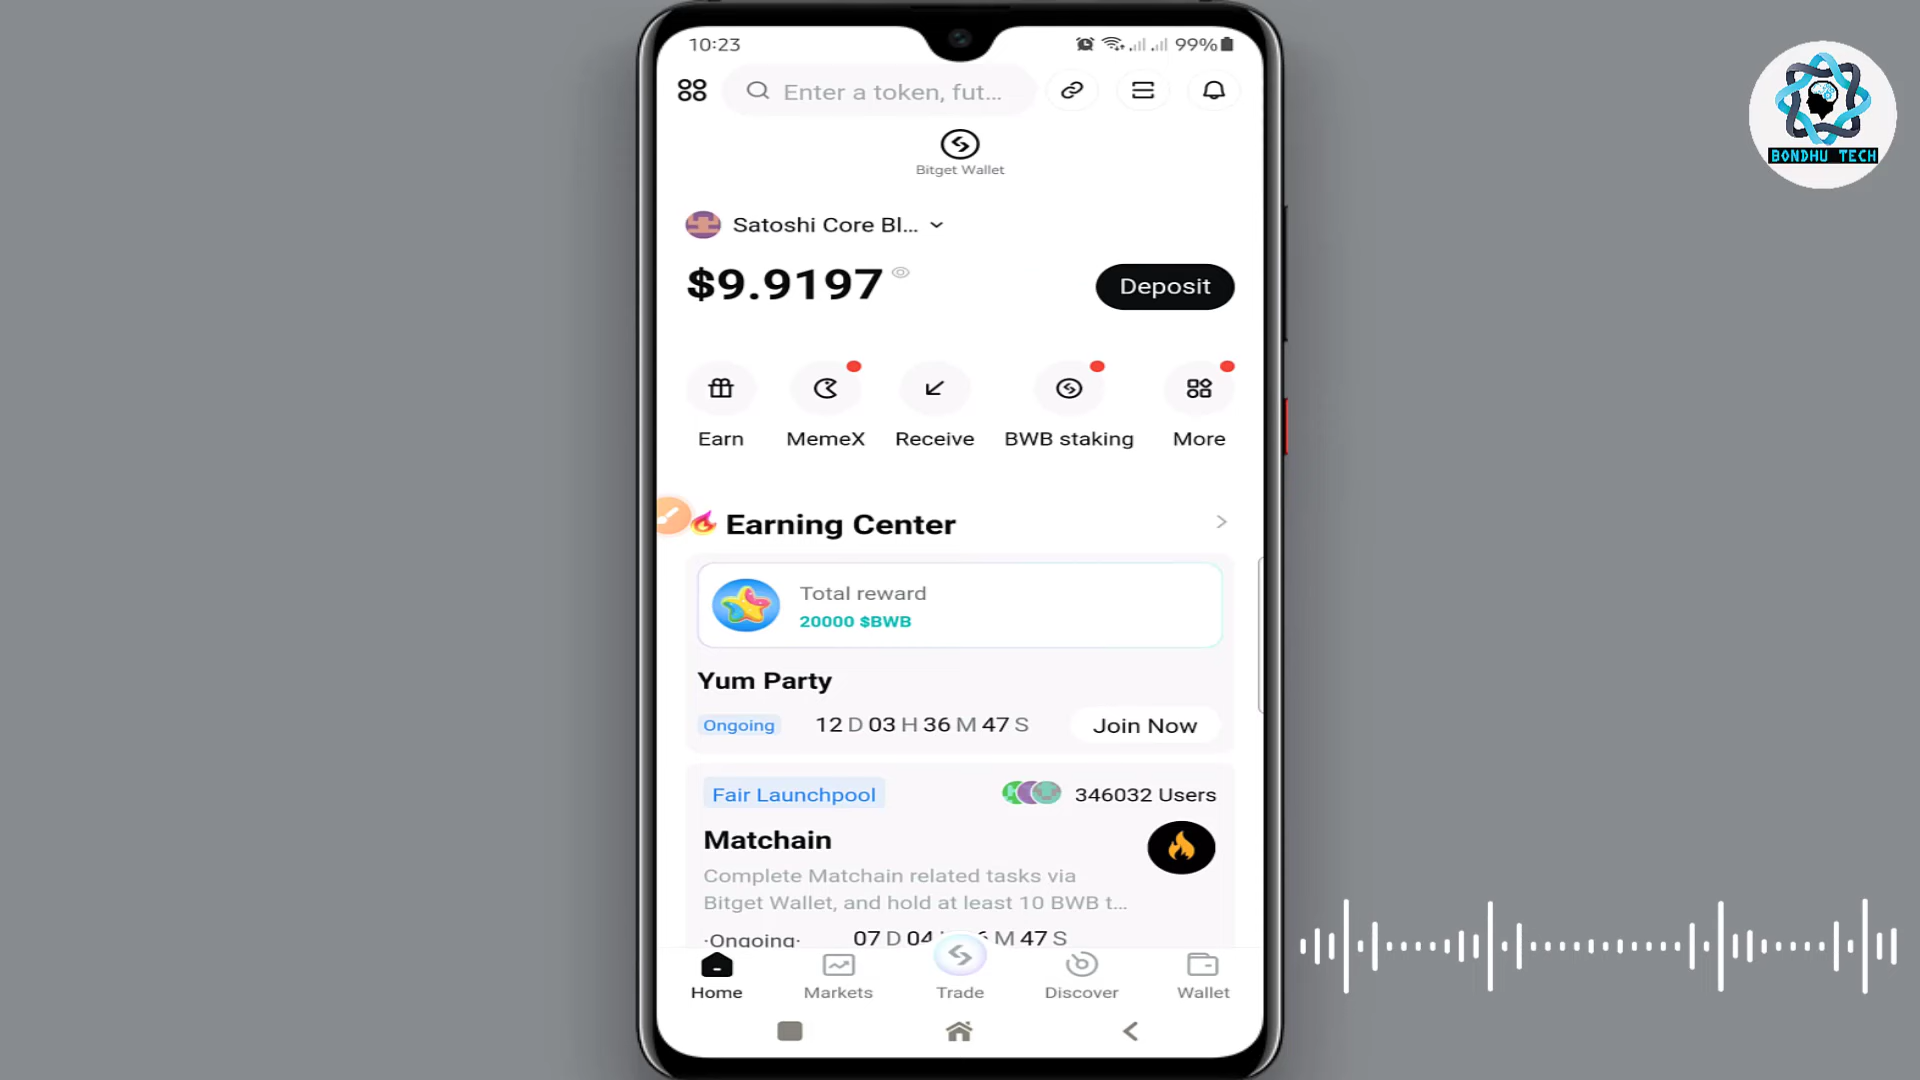 10:23
99%
Enter a token, fut...
Bitget Wallet
BONDHU TECH
Satoshi Core Bl...
$9.9197
Deposit
Earn
MemeX
Receive
BWB staking
More
Earning Center
Total reward
20000 $BWB
Yum Party
Ongoing
12 D 03 H 36 M 47 S
Join Now
Fair Launchpool
346032 Users
Matchain
Complete Matchain related tasks via
Bitget Wallet, and hold at least 10 BWB t...
·Ongoing·
07 D 04 M 47 S
Home
Markets
Trade
Discover
Wallet